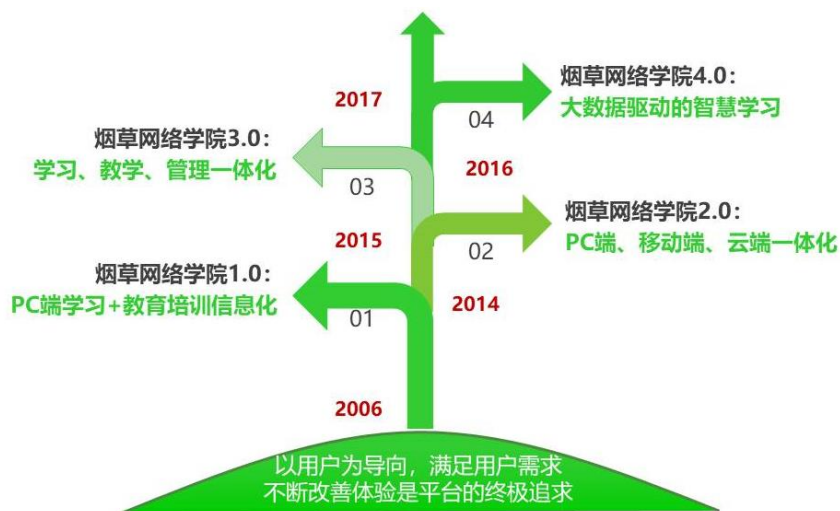 烟草网络学院4.0：
大数据驱动的智慧学习
2017
04
烟草网络学院3.0：
学习、教学、管理一体化
03
2016
烟草网络学院2.0：
PC端、移动端、云端一体化
02
2015
烟草网络学院1.0：
PC端学习+教育培训信息化
01
2014
2006
以用户为导向，满足用户需求
不断改善体验是平台的终极追求